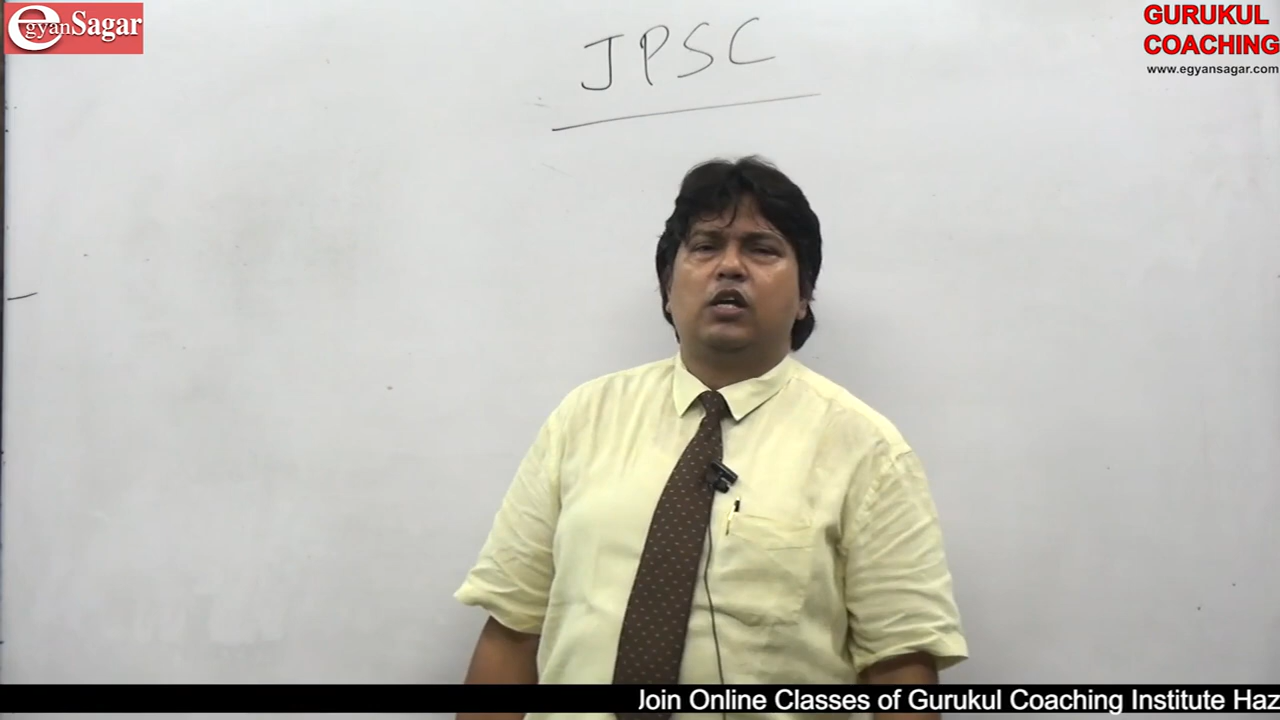 egyanSagar
GURUKUL
COACHING
www.egyansagar.com
JPSC
Join Online Classes of Gurukul Coaching Institute Haz